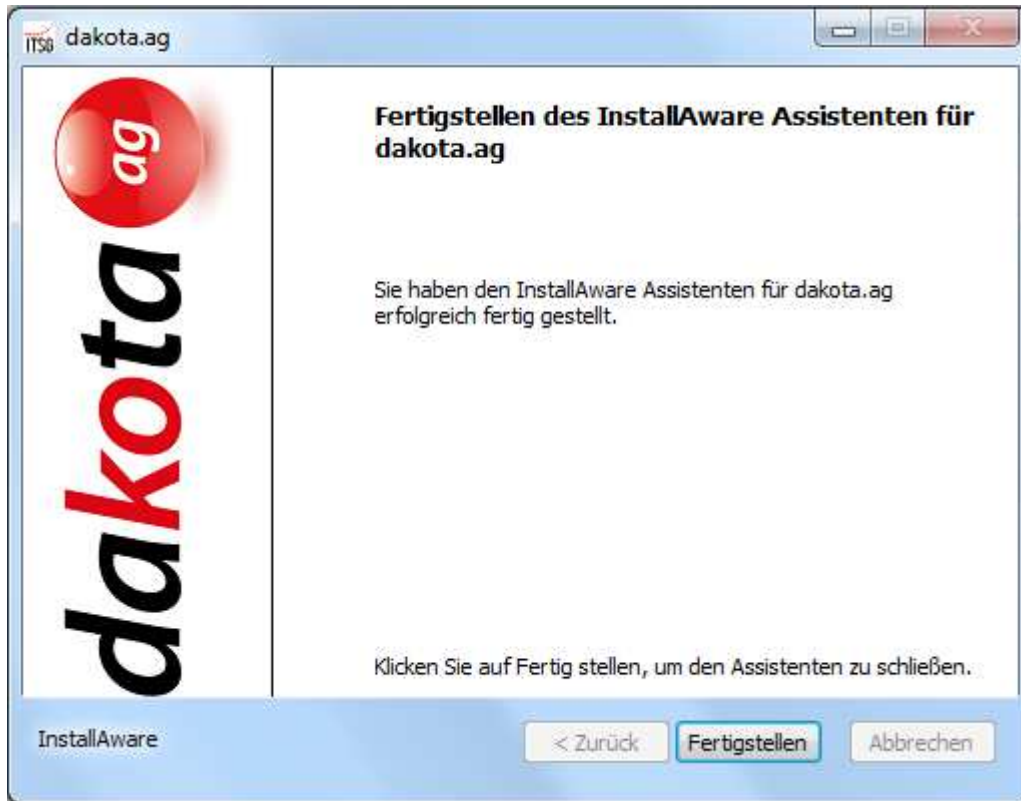 ITSG dakota.ag
dakota ag
Fertigstellen des InstallAware Assistenten für
dakota.ag
Sie haben den InstallAware Assistenten für dakota.ag
erfolgreich fertig gestellt.
Klicken Sie auf Fertig stellen, um den Assistenten zu schließen.
InstallAware
< Zurück Fertigstellen Abbrechen